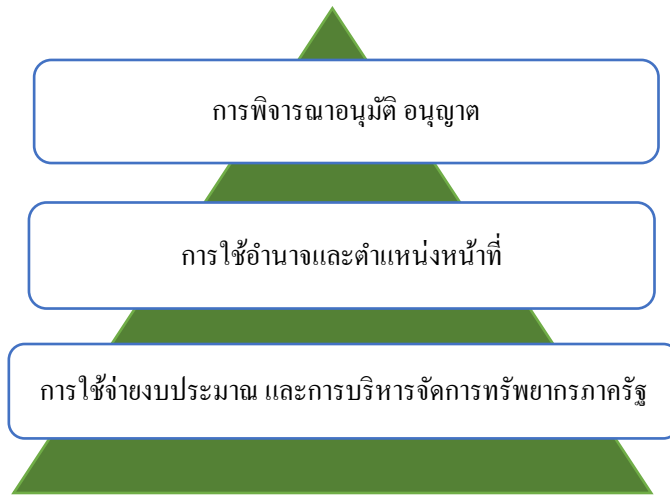 การพิจารณาอนุมัติ อนุญาต
การใช้อำนาจและตำแหน่งหน้าที่
การใช้จ่ายงบประมาณ และการบริหารจัดการทรัพยากรภาครัฐ